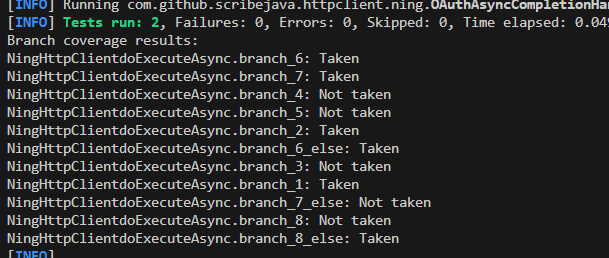 [INFO] Running com.github.scribejava.httpclient.ning.OAuthAsyncCompletionHan
[INFO] Tests run: 2, Failures: 0, Errors: 0, Skipped: 0, Time elapsed: 0.049
Branch coverage results:
NingHttpClientdoExecuteAsync.branch_6: Taken
NingHttpClientdoExecuteAsync.branch_7: Taken
NingHttpClientdoExecuteAsync.branch_4: Not taken
NingHttpClientdoExecuteAsync.branch_5: Not taken
NingHttpClientdoExecuteAsync.branch_2: Taken
NingHttpClientdoExecuteAsync.branch_6_else: Taken
NingHttpClientdoExecuteAsync.branch_3: Not taken
NingHttpClientdoExecuteAsync.branch_1: Taken
NingHttpClientdoExecuteAsync.branch_7_else: Not taken
NingHttpClientdoExecuteAsync.branch_8: Not taken
NingHttpClientdoExecuteAsync.branch_8_else: Taken
[INFO]